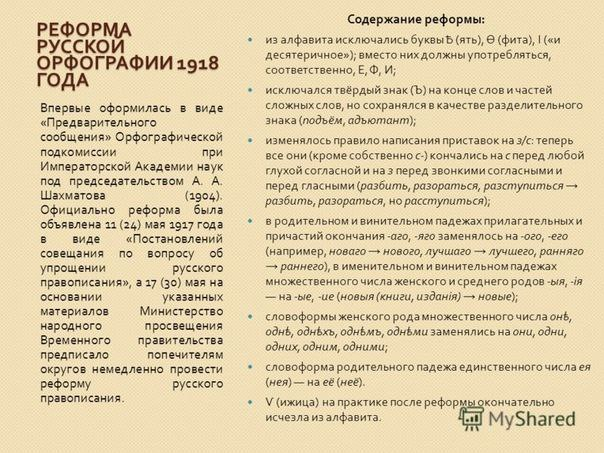 РЕФОРМА
РУССКОЙ
ОРФОГРАФИИ 1918
ГОДА
Впервые оформилась в виде
«Предварительного
сообщения» Орфографической
подкомиссии при
Императорской Академии наук
под председательством А. А.
Шахматова (1904).
Официально реформа была
объявлена 11 (24) мая 1917 года
в виде «Постановлений
совещания по вопросу об
упрощении русского
правописания», а 17 (30) мая на
основании указанных
материалов Министерство
народного просвещения
Временного правительства
предписало попечителям
округов немедленно провести
реформу русского
правописания.
Содержание реформы:
из алфавита исключались буквы Ѣ (ять), Ѳ (фита), І («и
десятеричное»); вместо них должны употребляться,
соответственно, Е, Ф, И;
исключался твёрдый знак (Ъ) на конце слов и частей
сложных слов, но сохранялся в качестве разделительного
знака (подъём, адъютант);
изменялось правило написания приставок на з/с: теперь
все они (кроме собственно с-) кончались на с перед любой
глухой согласной и на з перед звонкими согласными и
перед гласными (разбить, разораться, разступиться →
разбить, разораться, но расступиться);
в родительном и винительном падежах прилагательных и
причастий окончания -аго, -яго заменялось на -ого, -его
(например, новаго → нового, лучшаго → лучшего, ранняго
→ раннего), в именительном и винительном падежах
множественного числа женского и среднего родов -ыя, -ія
— на -ые, -ие (новыя (книги, изданія) → новые);
словоформы женского рода множественного числа онѣ,
однѣ, однѣхъ, однѣмъ, однѣми заменялись на они, одни,
одних, одним, одними;
словоформа родительного падежа единственного числа ея
(нея) — на её (неё).
V (ижица) на практике после реформы окончательно
исчезла из алфавита.
MyShared